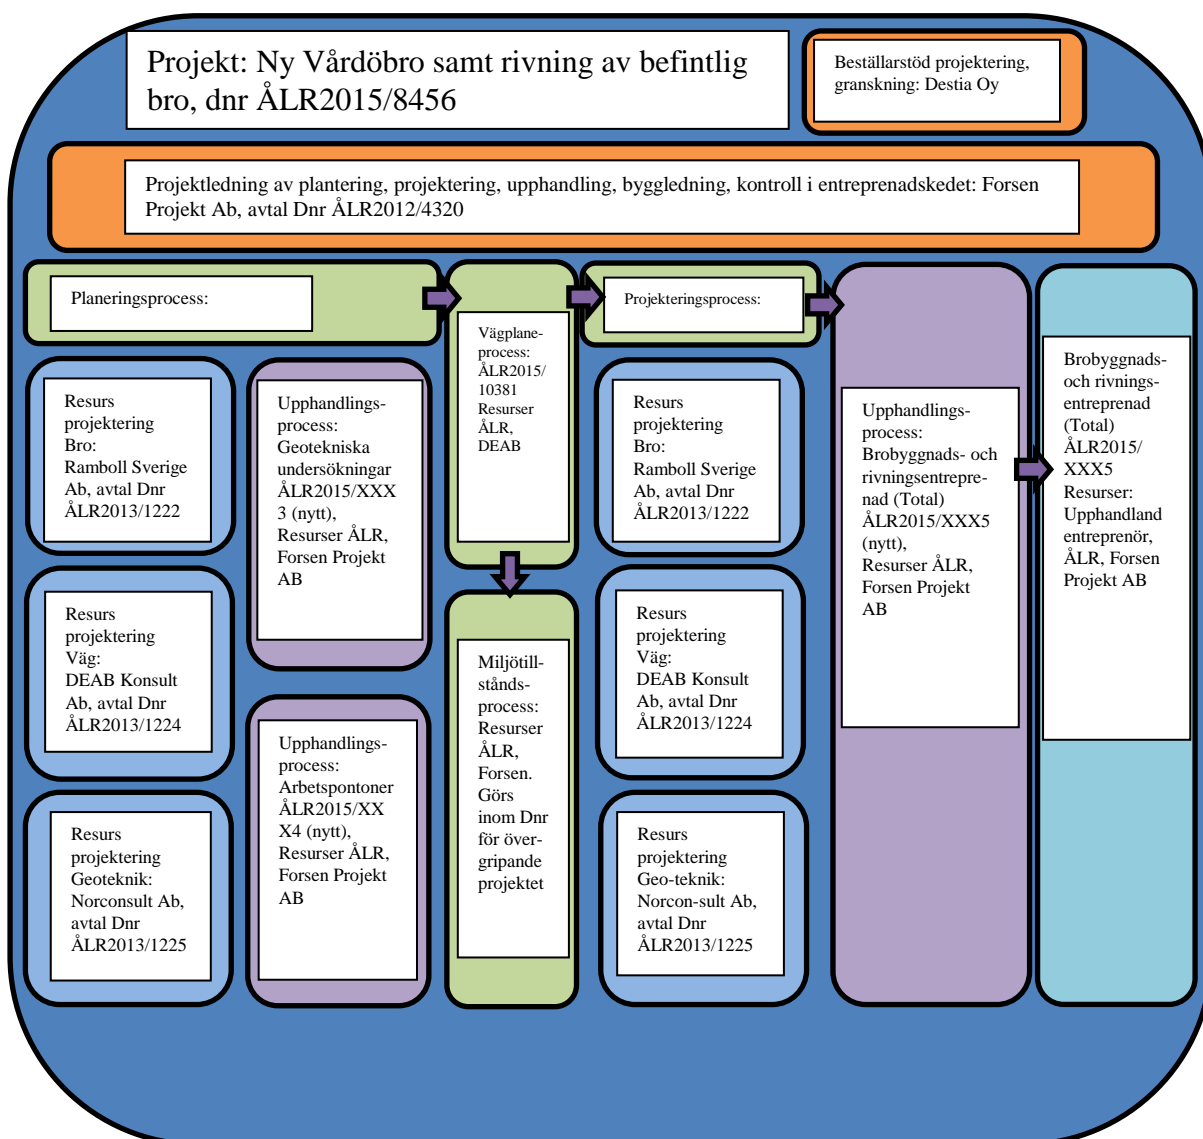 Projekt: Ny Vårdöbro samt rivning av befintlig
bro, dnr ÅLR2015/8456
Beställarstöd projektering,
granskning: Destia Oy
Projektledning av plantering, projektering, upphandling, byggledning, kontroll i entreprenadskedet: Forsen
Projekt Ab, avtal Dnr ÅLR2012/4320
Planeringsprocess:
Resurs
projektering
Bro:
Ramboll Sverige
Ab, avtal Dnr
ÅLR2013/1222
Resurs
projektering
Väg:
DEAB Konsult
Ab, avtal Dnr
ÅLR2013/1224
Resurs
projektering
Geoteknik:
Norconsult Ab,
avtal Dnr
ÅLR2013/1225
Upphandlings-
process:
Geotekniska
undersökningar
ÅLR2015/XXX
3 (nytt),
Resurser ÅLR,
Forsen Projekt
AB
Upphandlings-
process:
Arbetspontoner
ÅLR2015/XX
X4 (nytt),
Resurser ÅLR,
Forsen Projekt
AB
Vägplane-
process:
ÅLR2015/
10381
Resurser
ÅLR,
DEAB
Miljötill-
stånds-
process:
Resurser
ÅLR,
Forsen.
Görs
inom Dnr
för över-
gripande
projektet
Projekteringsprocess:
Resurs
projektering
Bro:
Ramboll Sverige
Ab, avtal Dnr
ÅLR2013/1222
Resurs
projektering
Väg:
DEAB Konsult
Ab, avtal Dnr
ÅLR2013/1224
Resurs
projektering
Geo-teknik:
Norcon-sult Ab,
avtal Dnr
ÅLR2013/1225
Upphandlings-
process:
Brobyggnads- och
rivningsentrepre-
nad (Total)
ÅLR2015/XXX5
(nytt),
Resurser ÅLR,
Forsen Projekt
AB
Brobyggnads-
och rivnings-
entreprenad
(Total)
ÅLR2015/
XXX5
Resurser:
Upphandland
entreprenör,
ÅLR, Forsen
Projekt AB